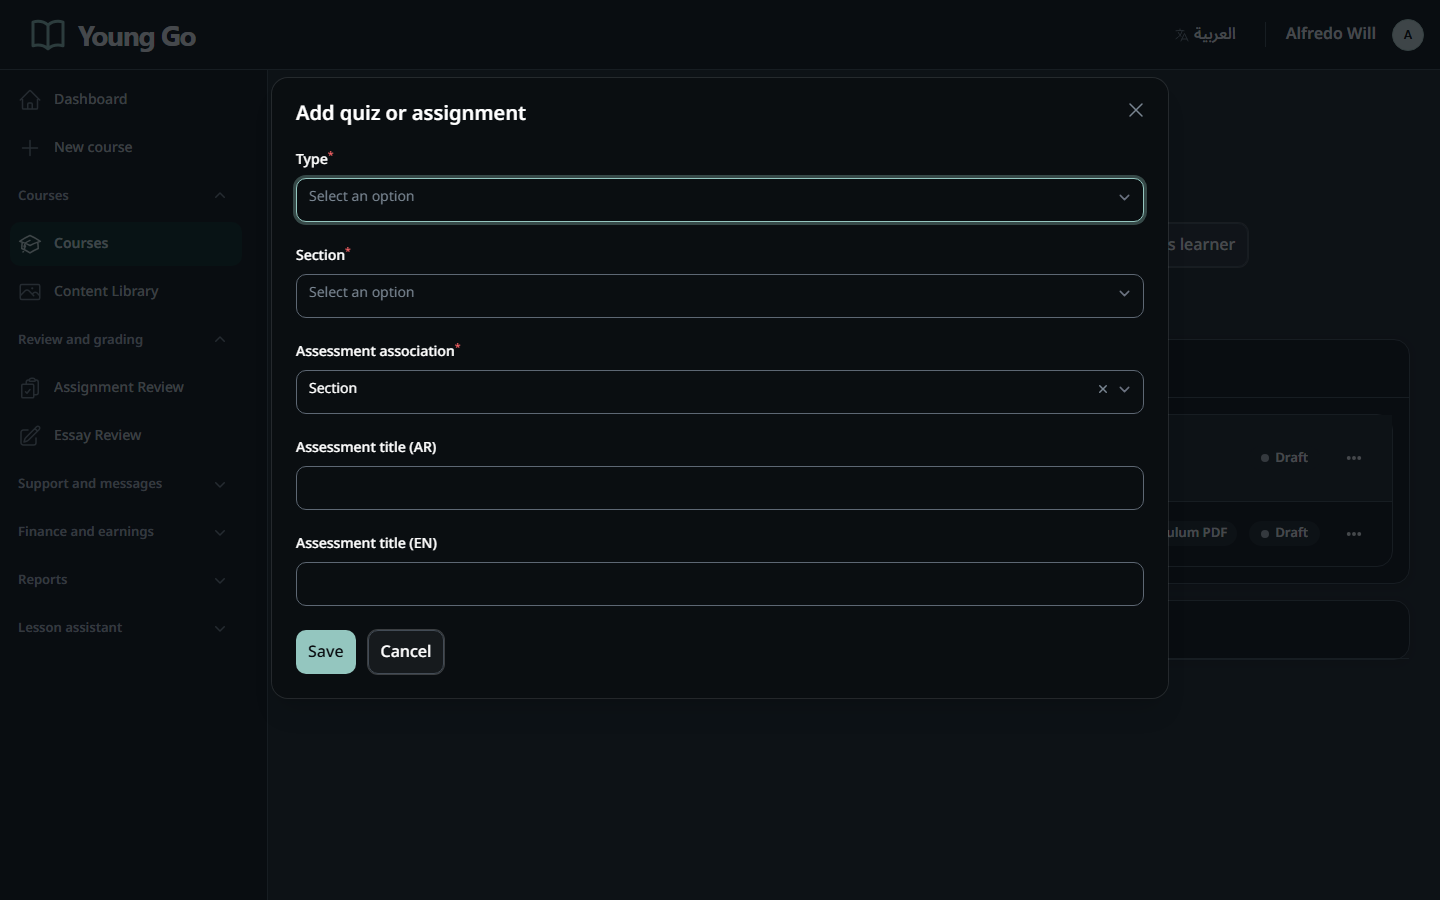 Young Go
العربية
Alfredo Will
A
Dashboard
New course
Courses
Courses
Content Library
Review and grading
Assignment Review
Essay Review
Support and messages
Finance and earnings
Reports
Lesson assistant
Add quiz or assignment
Type*
Select an option
Section*
Select an option
Assessment association*
Section
Assessment title (AR)
Assessment title (EN)
Save
Cancel
learner
Draft
PDF
Draft